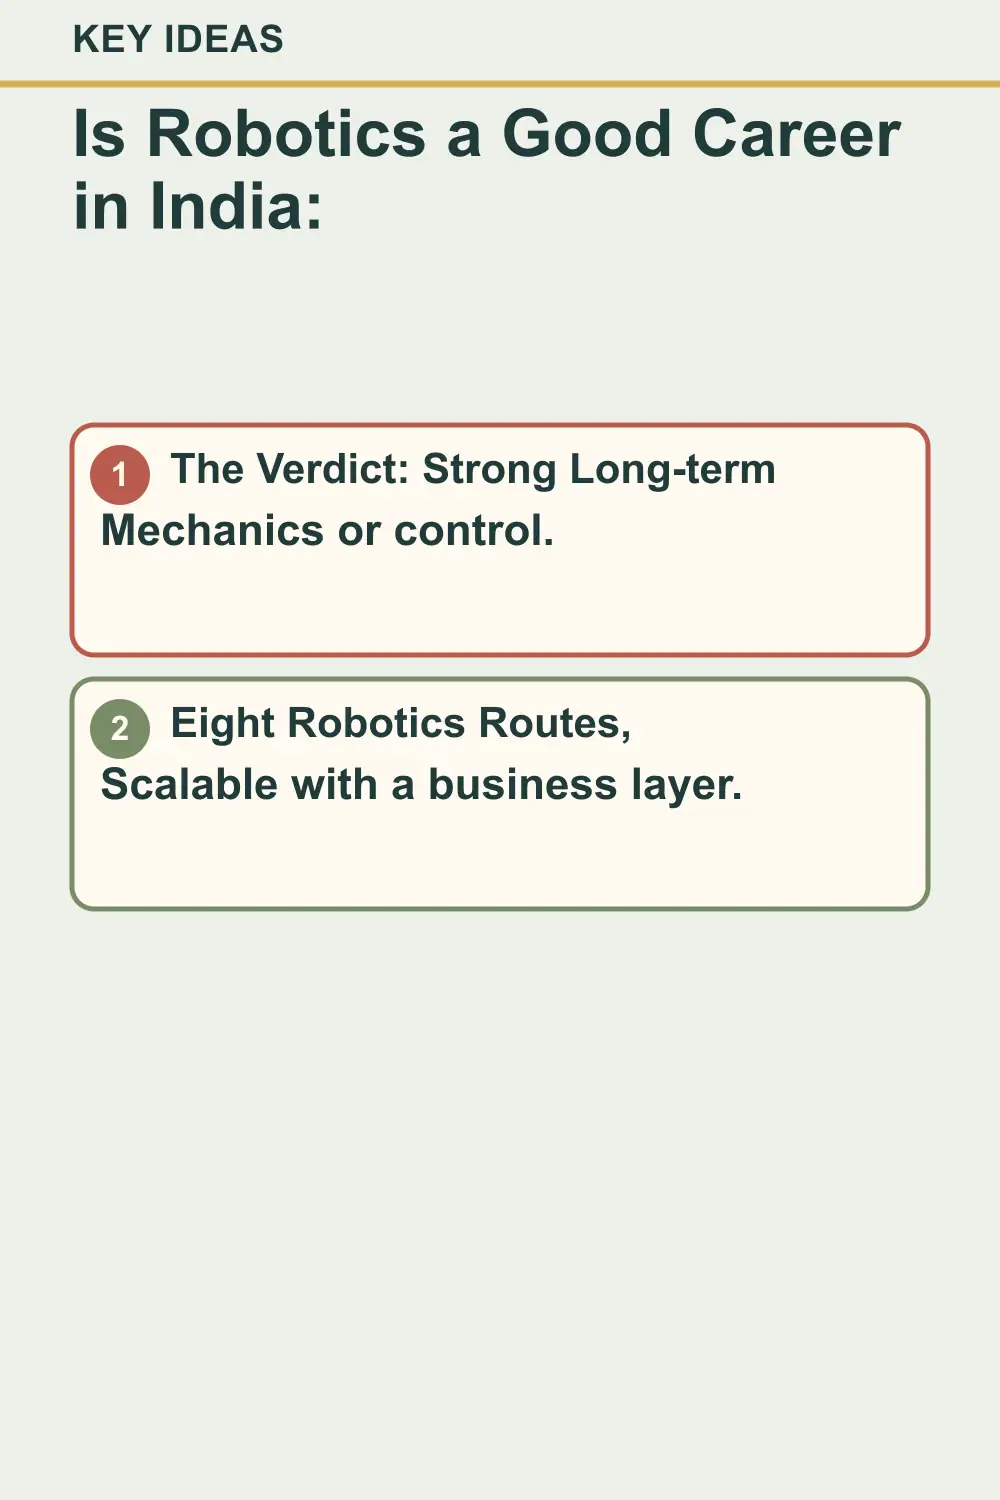 KEY IDEAS
Is Robotics a Good Career
in India:
1 The Verdict: Strong Long-term
Mechanics or control.
2 Eight Robotics Routes,
Scalable with a business layer.